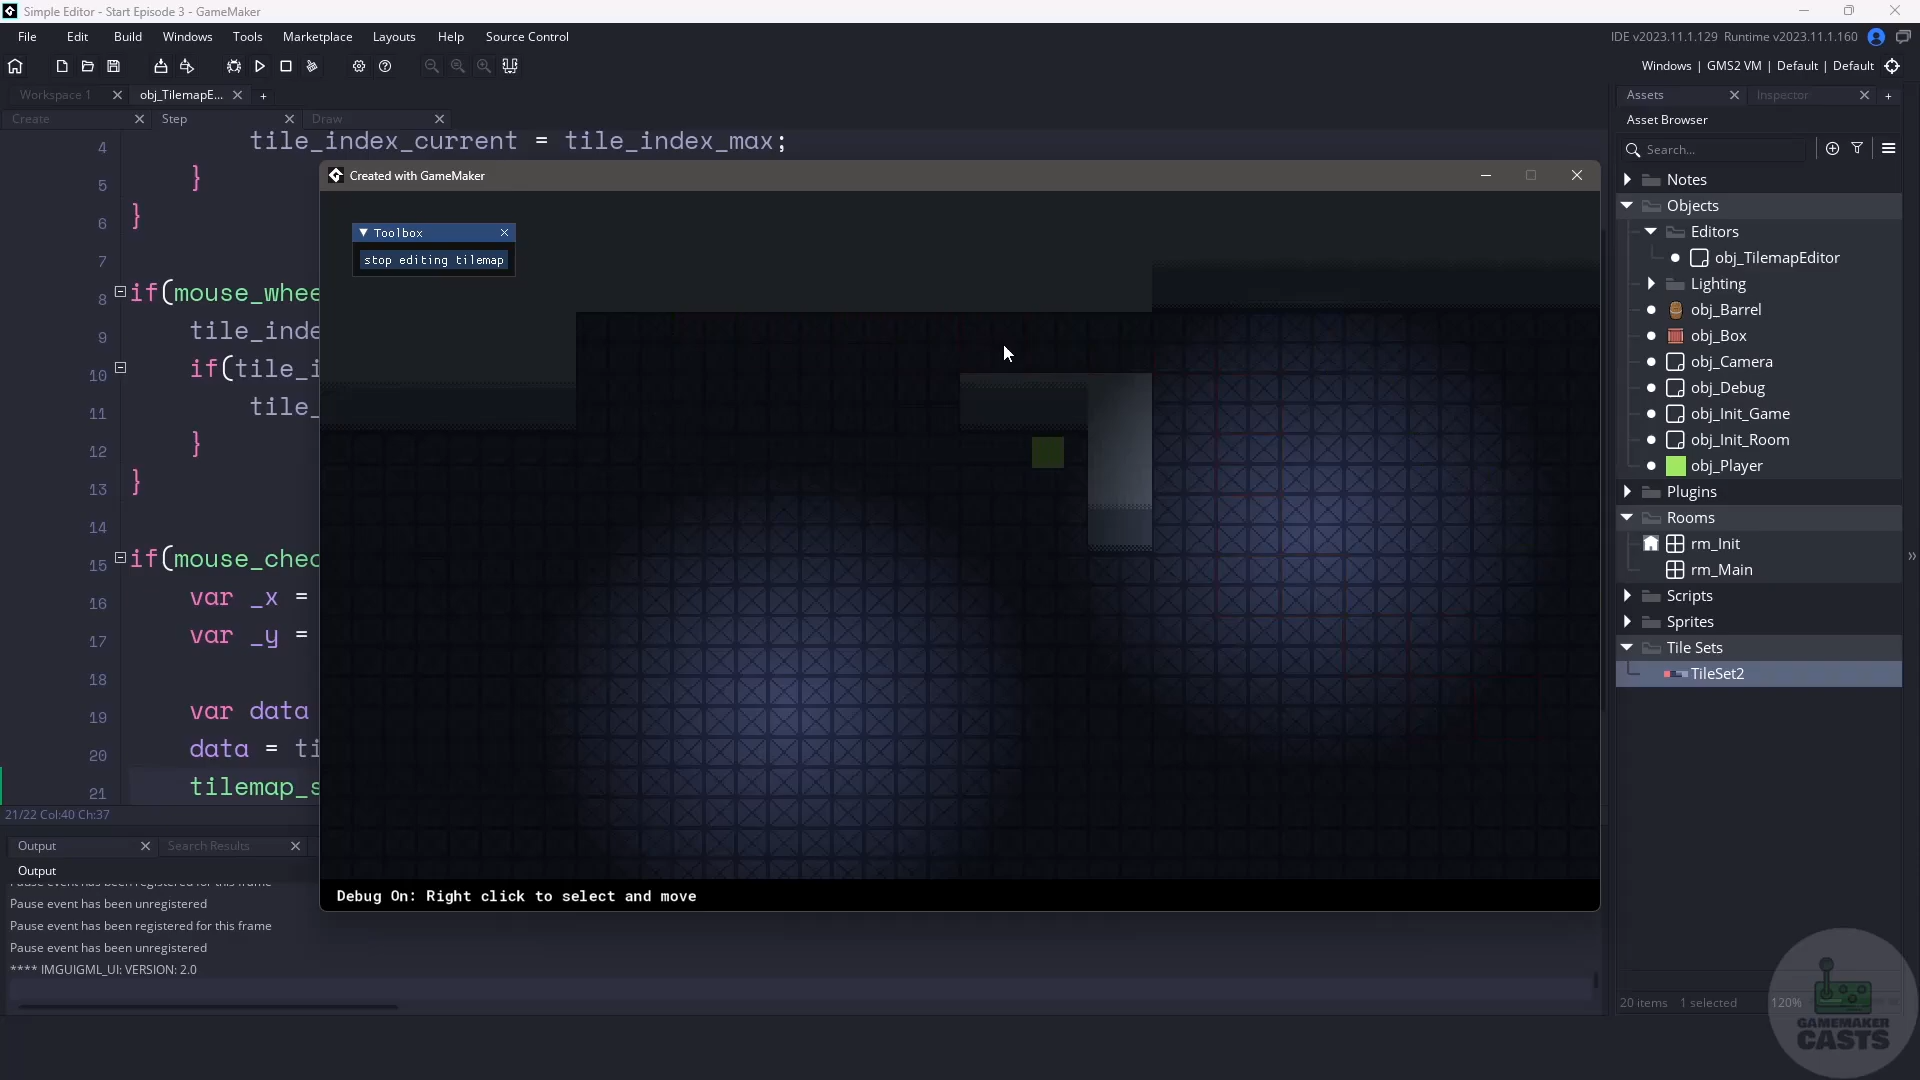 Simple Editor - Start Episode 3 - GameMaker
File Edit Build Windows Tools Marketplace Layouts Help Source Control
IDE v2023.11.1.129 Runtime v2023.11.1.160
Windows | GMS2 VM | Default | Default
Workspace 1
obj_TilemapE...
Create
Step
Draw
4 tile_index_current = tile_index_max;
5 }
6 }
7
8 if(mouse_whee
9 tile_inde
10 if(tile_i
11 tile_
12 }
13 }
14
15 if(mouse_chec
16 var _x =
17 var _y =
18
19 var data
20 data = ti
21 tilemap_s
21/22 Col:40 Ch:37
Created with GameMaker
Toolbox
stop editing tilemap
Debug On: Right click to select and move
Output
Search Results
Output
Pause event has been registered for this frame
Pause event has been unregistered
Pause event has been registered for this frame
Pause event has been unregistered
**** IMGUIGML_UI: VERSION: 2.0
Assets
Inspector
Asset Browser
Search...
Notes
Objects
Editors
obj_TilemapEditor
Lighting
obj_Barrel
obj_Box
obj_Camera
obj_Debug
obj_Init_Game
obj_Init_Room
obj_Player
Plugins
Rooms
rm_Init
rm_Main
Scripts
Sprites
Tile Sets
TileSet2
20 items 1 selected 120%
GAMEMAKER
CASTS